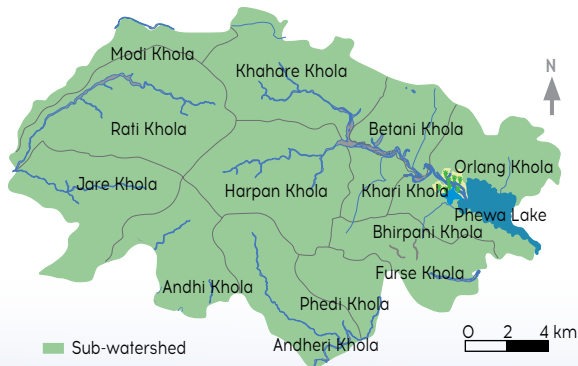 Modi Khola
Khahare Khola
N
Rati Khola
Betani Khola
Orlang Khola
Jare Khola
Harpan Khola
Khari Khola
Phewa Lake
Bhirpani Khola
Furse Khola
Andhi Khola
Phedi Khola
Andheri Khola
0 2 4 km
Sub-watershed